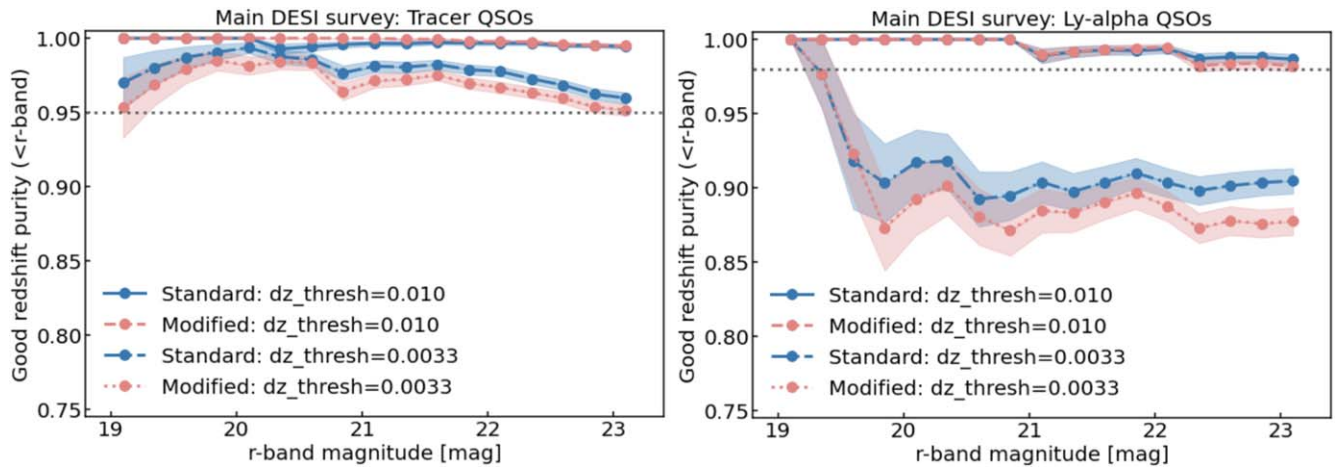 Main DESI survey: Tracer QSOs
Good redshift purity (<r-band)
1.00
0.95
0.90
0.85
0.80
0.75
Standard: dz_thresh=0.010
Modified: dz_thresh=0.010
Standard: dz_thresh=0.0033
Modified: dz_thresh=0.0033
19 20 21 22 23
r-band magnitude [mag]
Main DESI survey: Ly-alpha QSOs
Good redshift purity (<r-band)
1.00
0.95
0.90
0.85
0.80
0.75
Standard: dz_thresh=0.010
Modified: dz_thresh=0.010
Standard: dz_thresh=0.0033
Modified: dz_thresh=0.0033
19 20 21 22 23
r-band magnitude [mag]